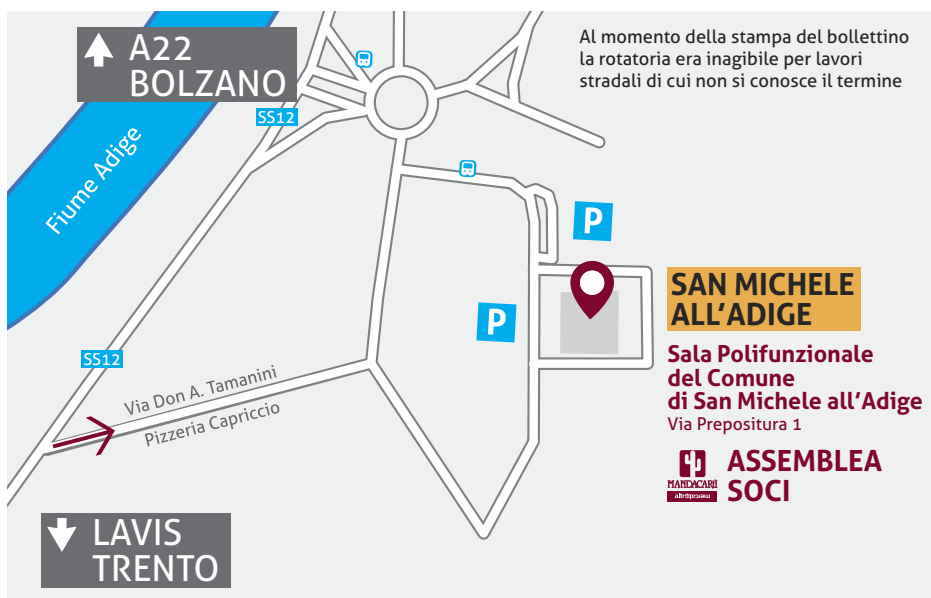 A22
BOLZANO
Al momento della stampa del bollettino
la rotatoria era inagibile per lavori
stradali di cui non si conosce il termine
SS12
Fiume Adige
P
P
SAN MICHELE
ALL'ADIGE
Sala Polifunzionale
del Comune
di San Michele all'Adige
Via Prepositura 1
SS12
Via Don A. Tamanini
Pizzeria Capriccio
MANDACARÙ
altromercato
ASSEMBLEA
SOCI
LAVIS
TRENTO